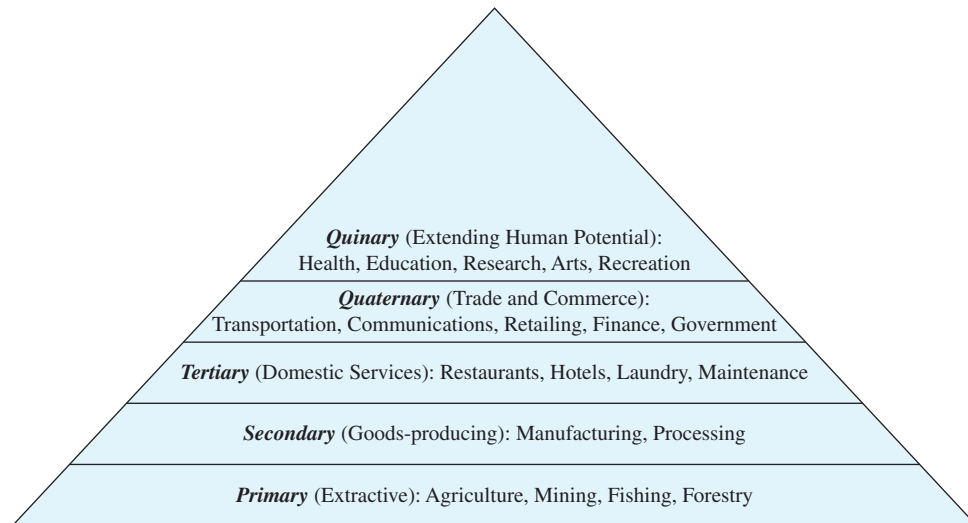 Quinary (Extending Human Potential):
Health, Education, Research, Arts, Recreation
Quaternary (Trade and Commerce):
Transportation, Communications, Retailing, Finance, Government
Tertiary (Domestic Services): Restaurants, Hotels, Laundry, Maintenance
Secondary (Goods-producing): Manufacturing, Processing
Primary (Extractive): Agriculture, Mining, Fishing, Forestry